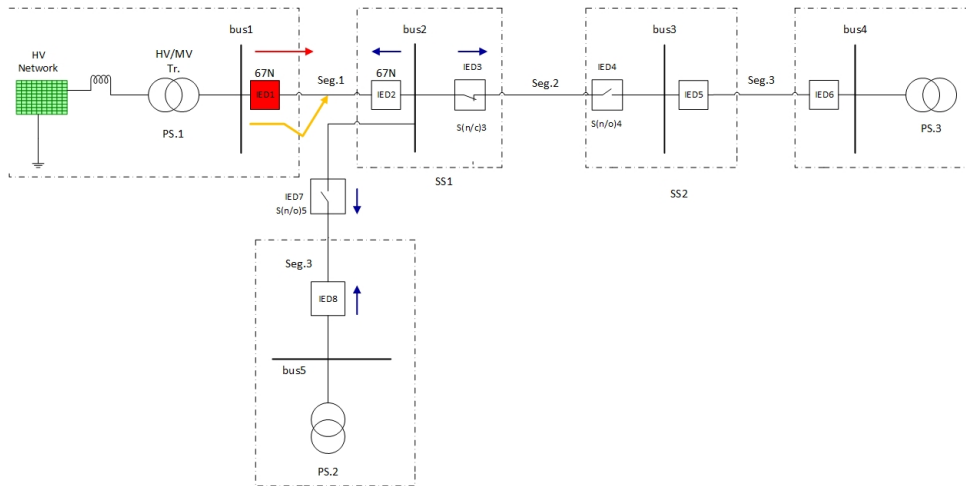 bus1
bus2
bus3
bus4
HV
Network
HV/MV
Tr.
67N
Seg.1
67N
IED3
Seg.2
IED4
Seg.3
IED1
IED2
IED5
IED6
PS.1
S(n/c)3
S(n/o)4
PS.3
SS1
SS2
IED7
S(n/o)5
Seg.3
IED8
bus5
PS.2